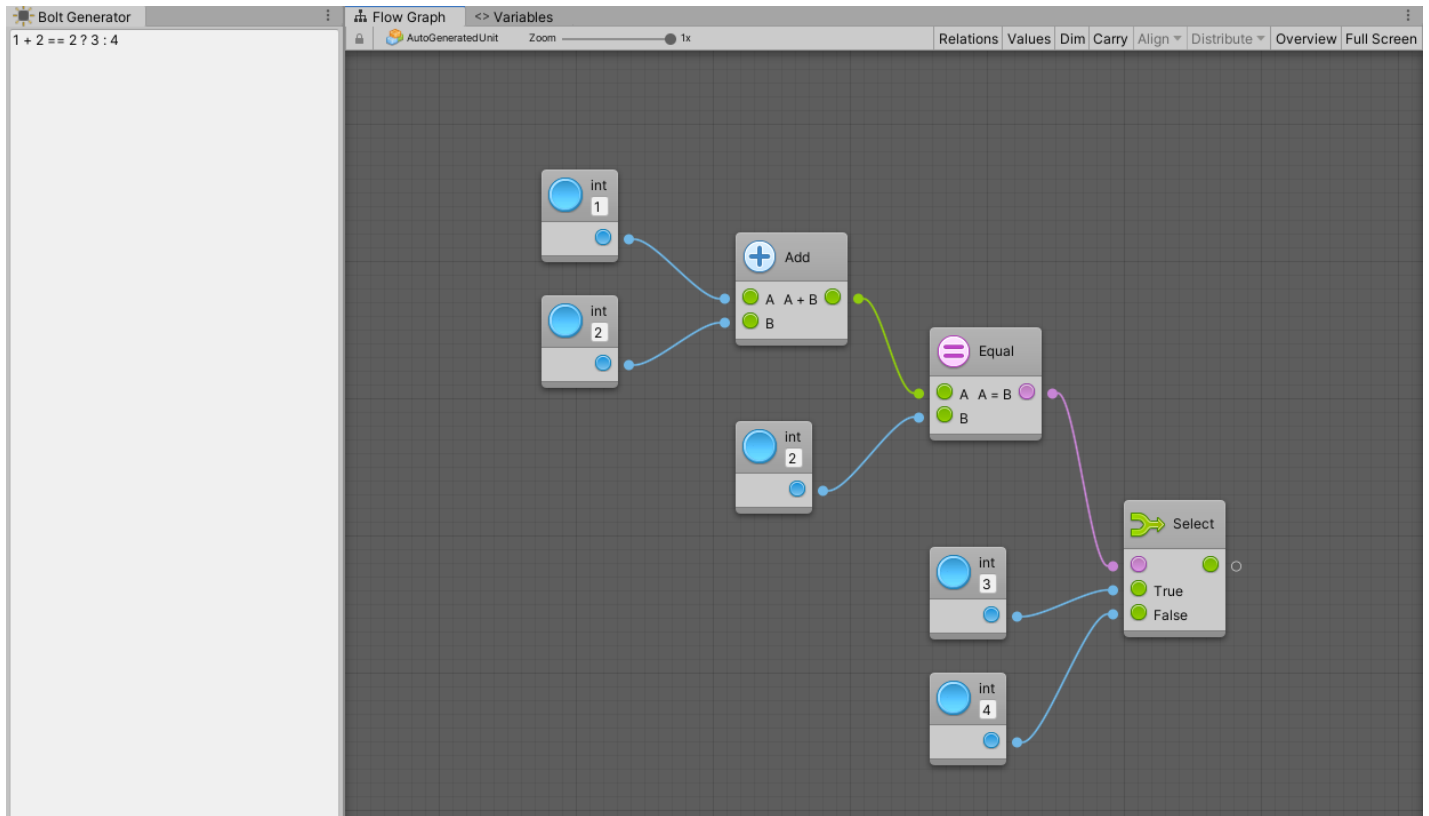 Bolt Generator
1 + 2 == 2 ? 3 : 4
Flow Graph
<> Variables
AutoGeneratedUnit
Zoom
1x
Relations
Values
Dim
Carry
Align
Distribute
Overview
Full Screen
int
1
int
2
Add
A A + B
B
Equal
A A = B
B
int
2
Select
True
False
int
3
int
4